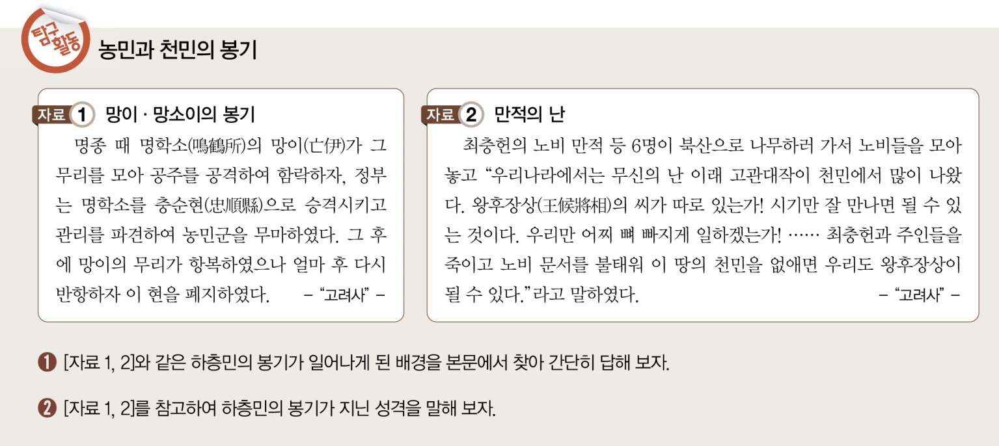 탐구
활동
농민과 천민의 봉기
자료 1 망이·망소이의 봉기
명종 때 명학소(鳴鶴所)의 망이(亡伊)가 그
무리를 모아 공주를 공격하여 함락하자, 정부
는 명학소를 충순현(忠順縣)으로 승격시키고
관리를 파견하여 농민군을 무마하였다. 그 후
에 망이의 무리가 항복하였으나 얼마 후 다시
반항하자 이 현을 폐지하였다. – “고려사” –
자료 2 만적의 난
최충헌의 노비 만적 등 6명이 북산으로 나무하러 가서 노비들을 모아
놓고 “우리나라에서는 무신의 난 이래 고관대작이 천민에서 많이 나왔
다. 왕후장상(王候將相)의 씨가 따로 있는가! 시기만 잘 만나면 될 수 있
는 것이다. 우리만 어찌 뼈 빠지게 일하겠는가! …… 최충헌과 주인들을
죽이고 노비 문서를 불태워 이 땅의 천민을 없애면 우리도 왕후장상이
될 수 있다.”라고 말하였다. – “고려사” –
1 [자료 1, 2]와 같은 하층민의 봉기가 일어나게 된 배경을 본문에서 찾아 간단히 답해 보자.
2 [자료 1, 2]를 참고하여 하층민의 봉기가 지닌 성격을 말해 보자.